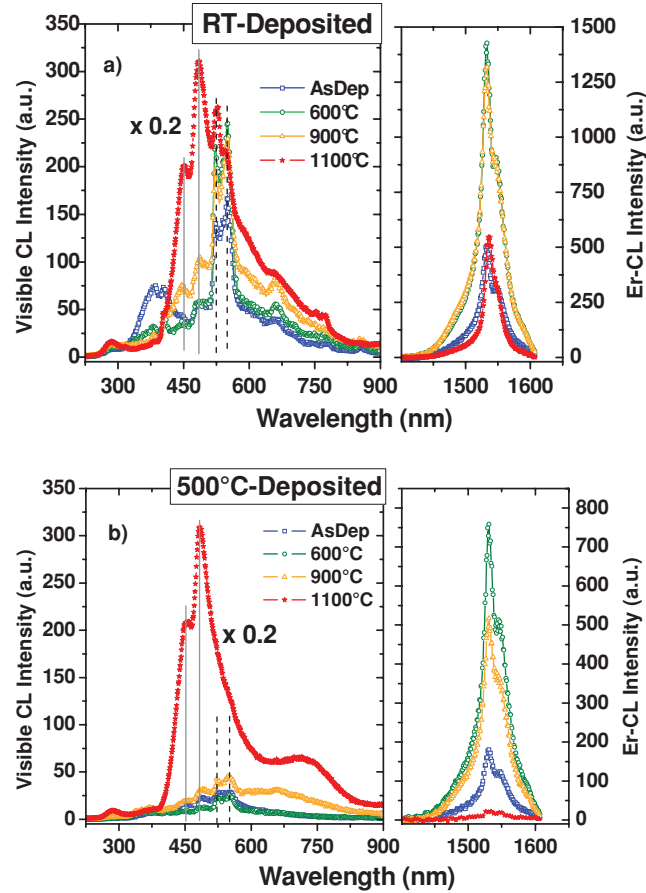 RT-Deposited
a)
x 0.2
AsDep
600°C
900°C
1100°C
Visible CL Intensity (a.u.)
350
300
250
200
150
100
50
0
300 450 600 750 900
Wavelength (nm)
1500 1600
1500
1250
1000
750
500
250
0
Er-CL Intensity (a.u.)
500°C-Deposited
b)
AsDep
600°C
900°C
1100°C
x 0.2
Visible CL Intensity (a.u.)
350
300
250
200
150
100
50
0
300 450 600 750 900
Wavelength (nm)
1500 1600
800
700
600
500
400
300
200
100
0
Er-CL Intensity (a.u.)